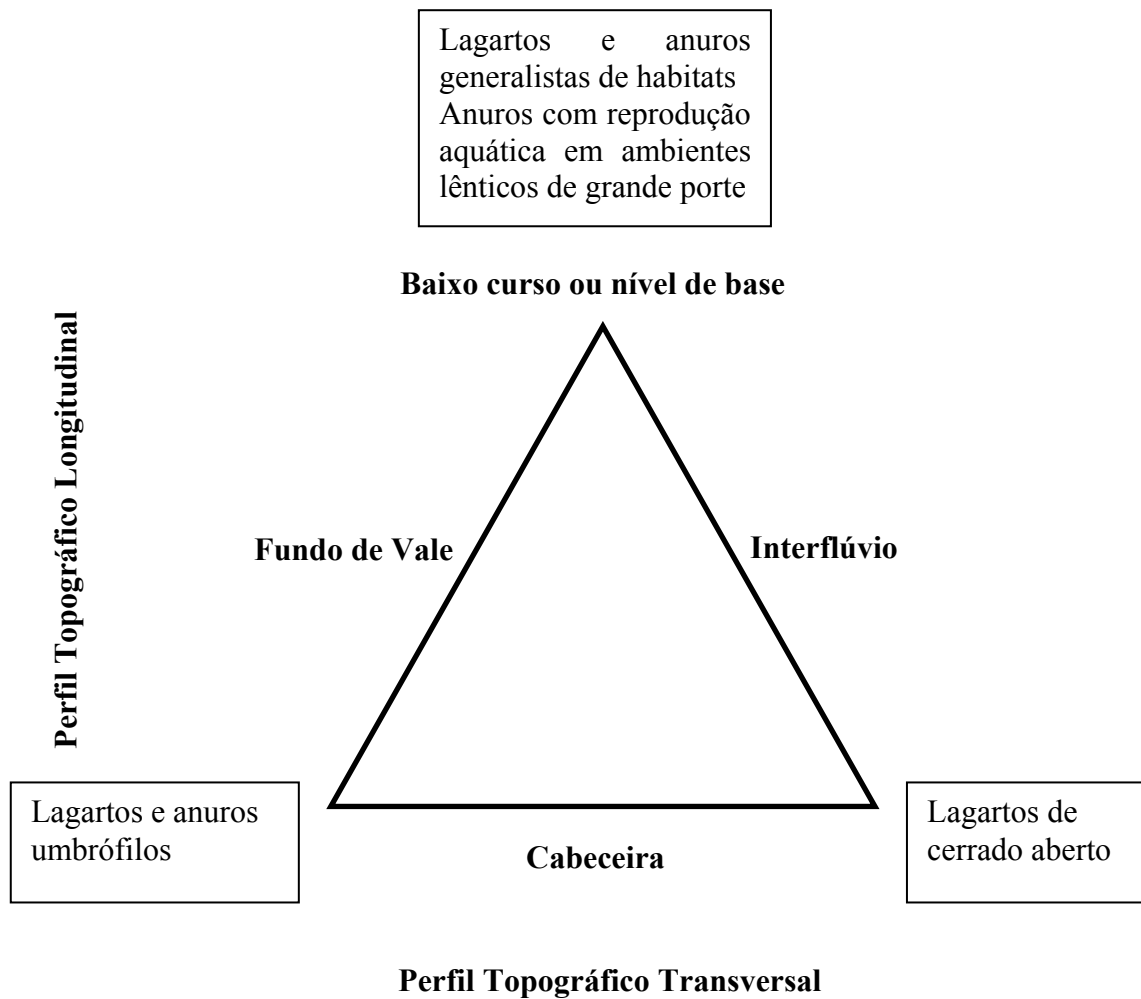 Lagartos e anuros
generalistas de habitats
Anuros com reprodução
aquática em ambientes
lênticos de grande porte
Baixo curso ou nível de base
Perfil Topográfico Longitudinal
Fundo de Vale
Interflúvio
Lagartos e anuros
umbrófilos
Cabeceira
Lagartos de
cerrado aberto
Perfil Topográfico Transversal